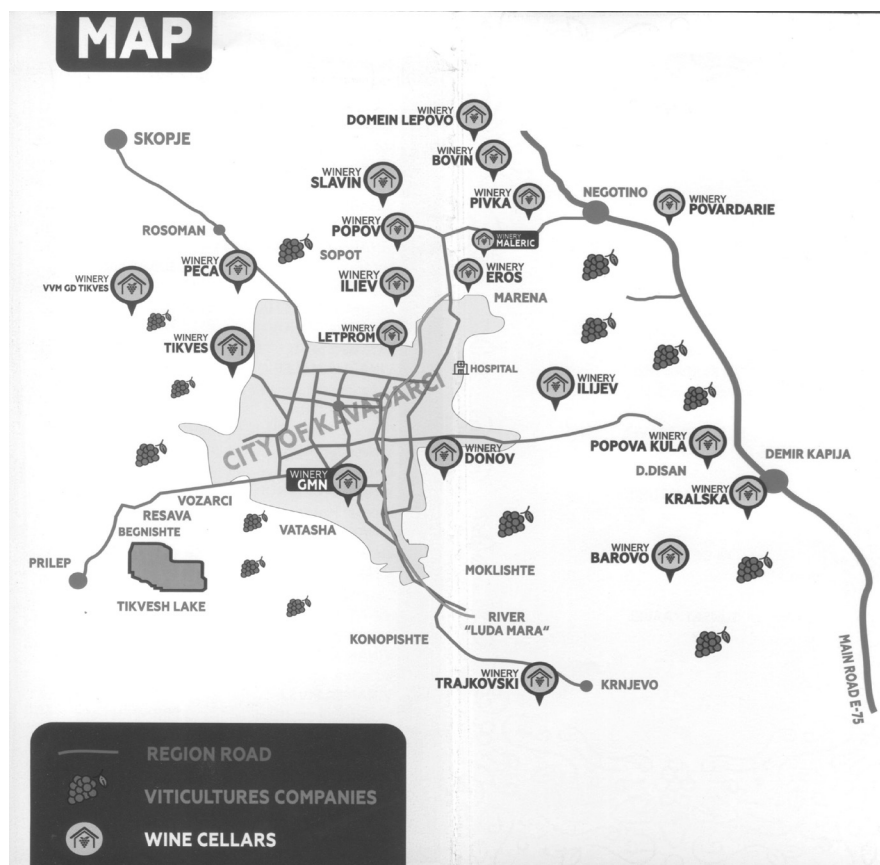 MAP
WINERY
DOMEIN LEPOVO
SKOPJE
WINERY
BOVIN
WINERY
SLAVIN
WINERY
PIVKA
NEGOTINO
WINERY
POVARDARIE
ROSOMAN
WINERY
POPOV
WINERY
MALERIC
SOPOT
WINERY
PECA
WINERY
EROS
WINERY
VVM GD TIKVES
WINERY
ILIEV
MARENA
WINERY
TIKVES
WINERY
LETPROM
HOSPITAL
WINERY
ILIJEV
CITY OF KAVADARCI
WINERY
POPOVA KULA
WINERY
DONOV
DEMIR KAPIJA
D.DISAN
WINERY
GMN
WINERY
KRALSKA
VOZARCI
RESAVA
BEGNISHTE
VATASHA
WINERY
BAROVO
PRILEP
MOKLISHTE
TIKVESH LAKE
RIVER
"LUDA MARA"
KONOPISHTE
MAIN ROAD E-75
WINERY
TRAJKOVSKI
KRNJEVO
REGION ROAD
VITICULTURES COMPANIES
WINE CELLARS